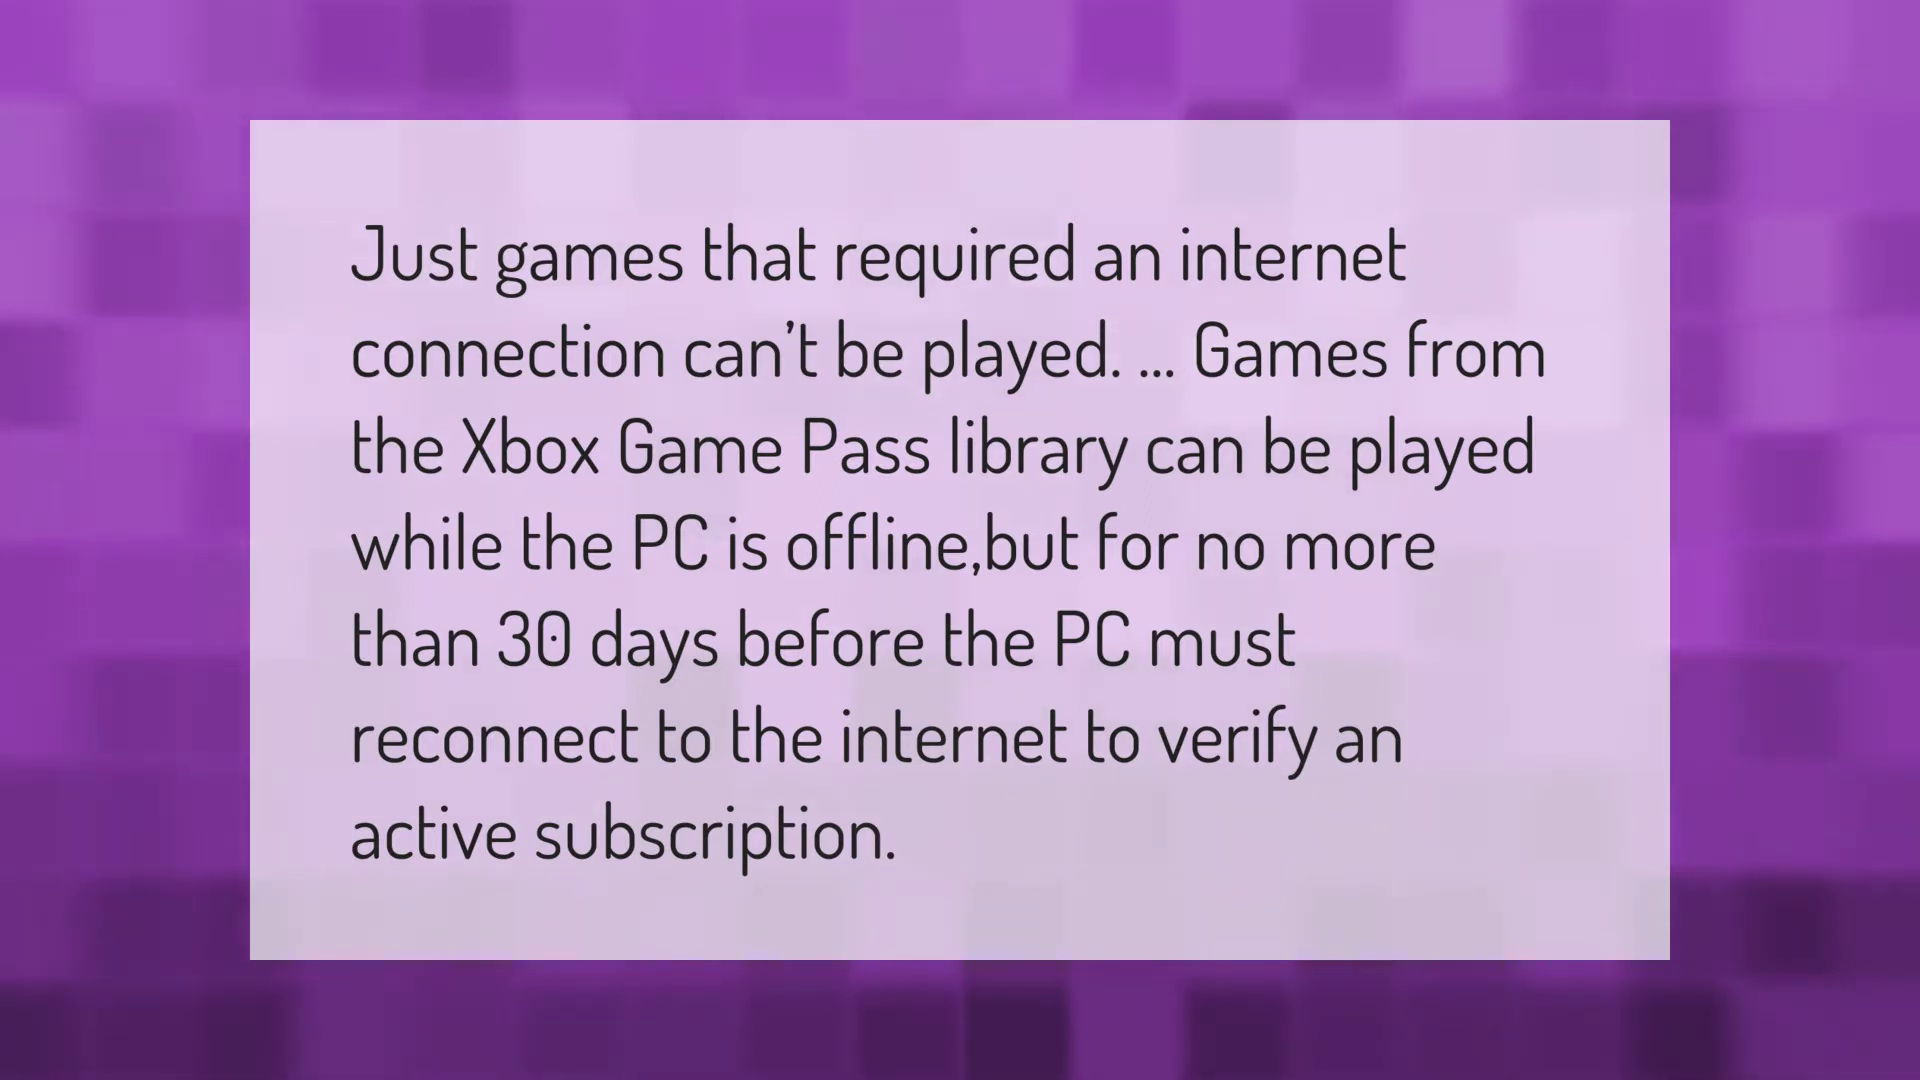 Just games that required an internet
connection can't be played. ... Games from
the Xbox Game Pass library can be played
while the PC is offline,but for no more
than 30 days before the PC must
reconnect to the internet to verify an
active subscription.